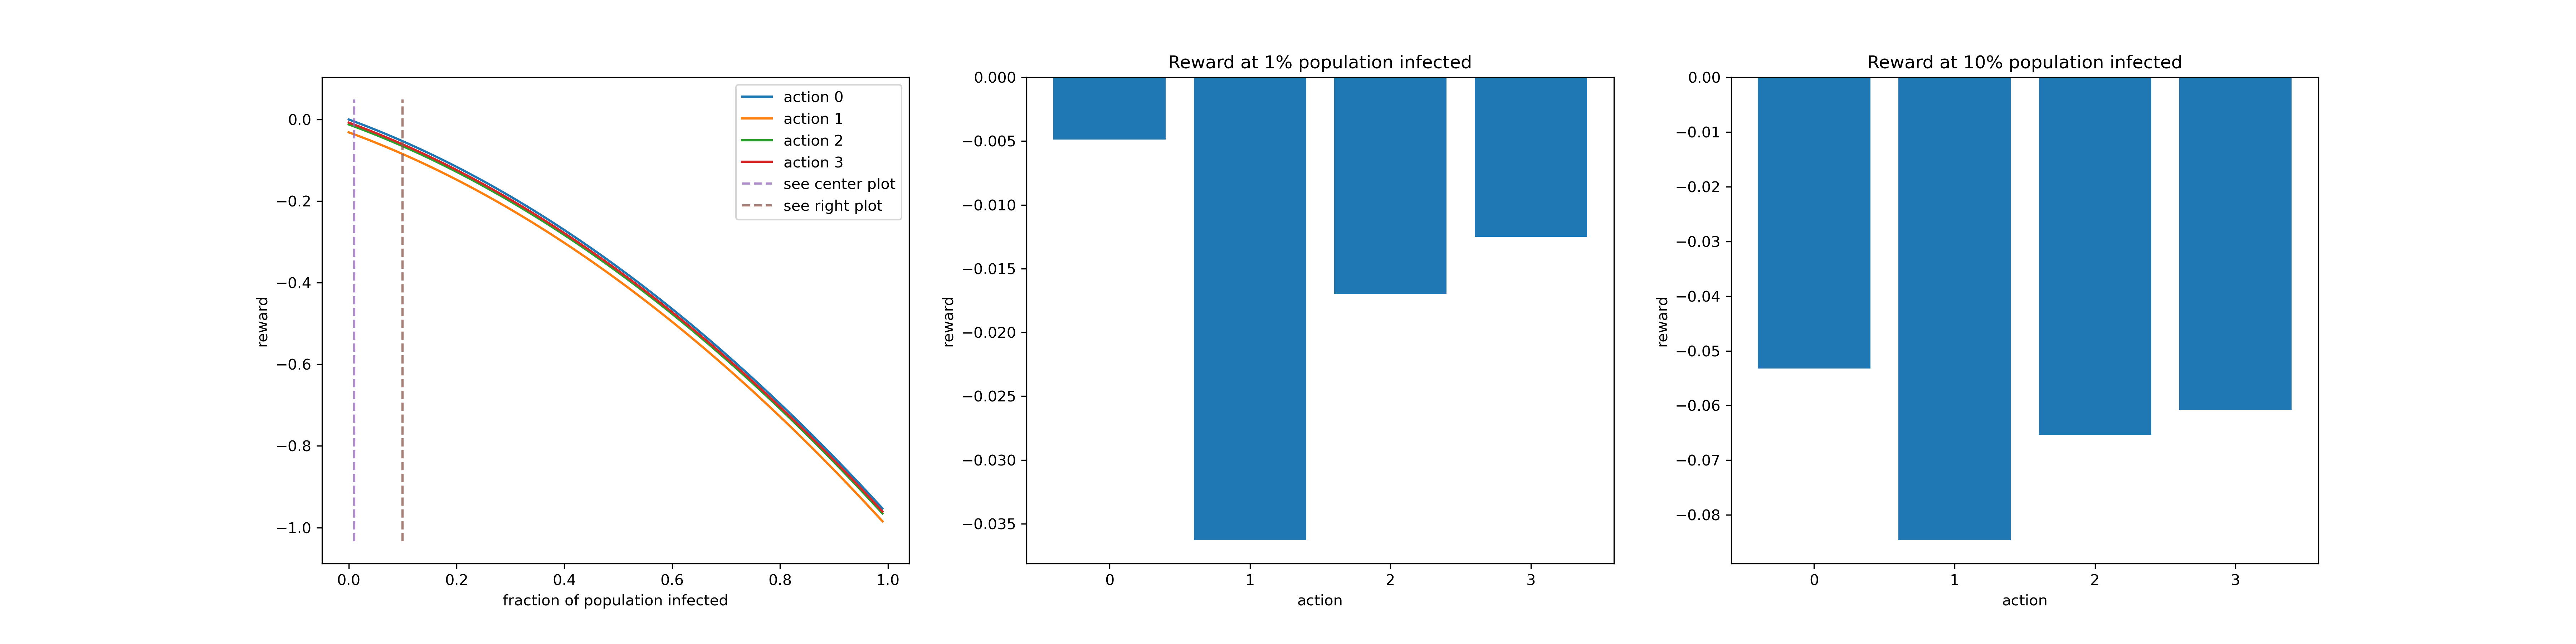 reward
0.0
−0.2
−0.4
−0.6
−0.8
−1.0
action 0
action 1
action 2
action 3
see center plot
see right plot
0.0 0.2 0.4 0.6 0.8 1.0
fraction of population infected
Reward at 1% population infected
reward
0.000
−0.005
−0.010
−0.015
−0.020
−0.025
−0.030
−0.035
0 1 2 3
action
Reward at 10% population infected
reward
0.00
−0.01
−0.02
−0.03
−0.04
−0.05
−0.06
−0.07
−0.08
0 1 2 3
action